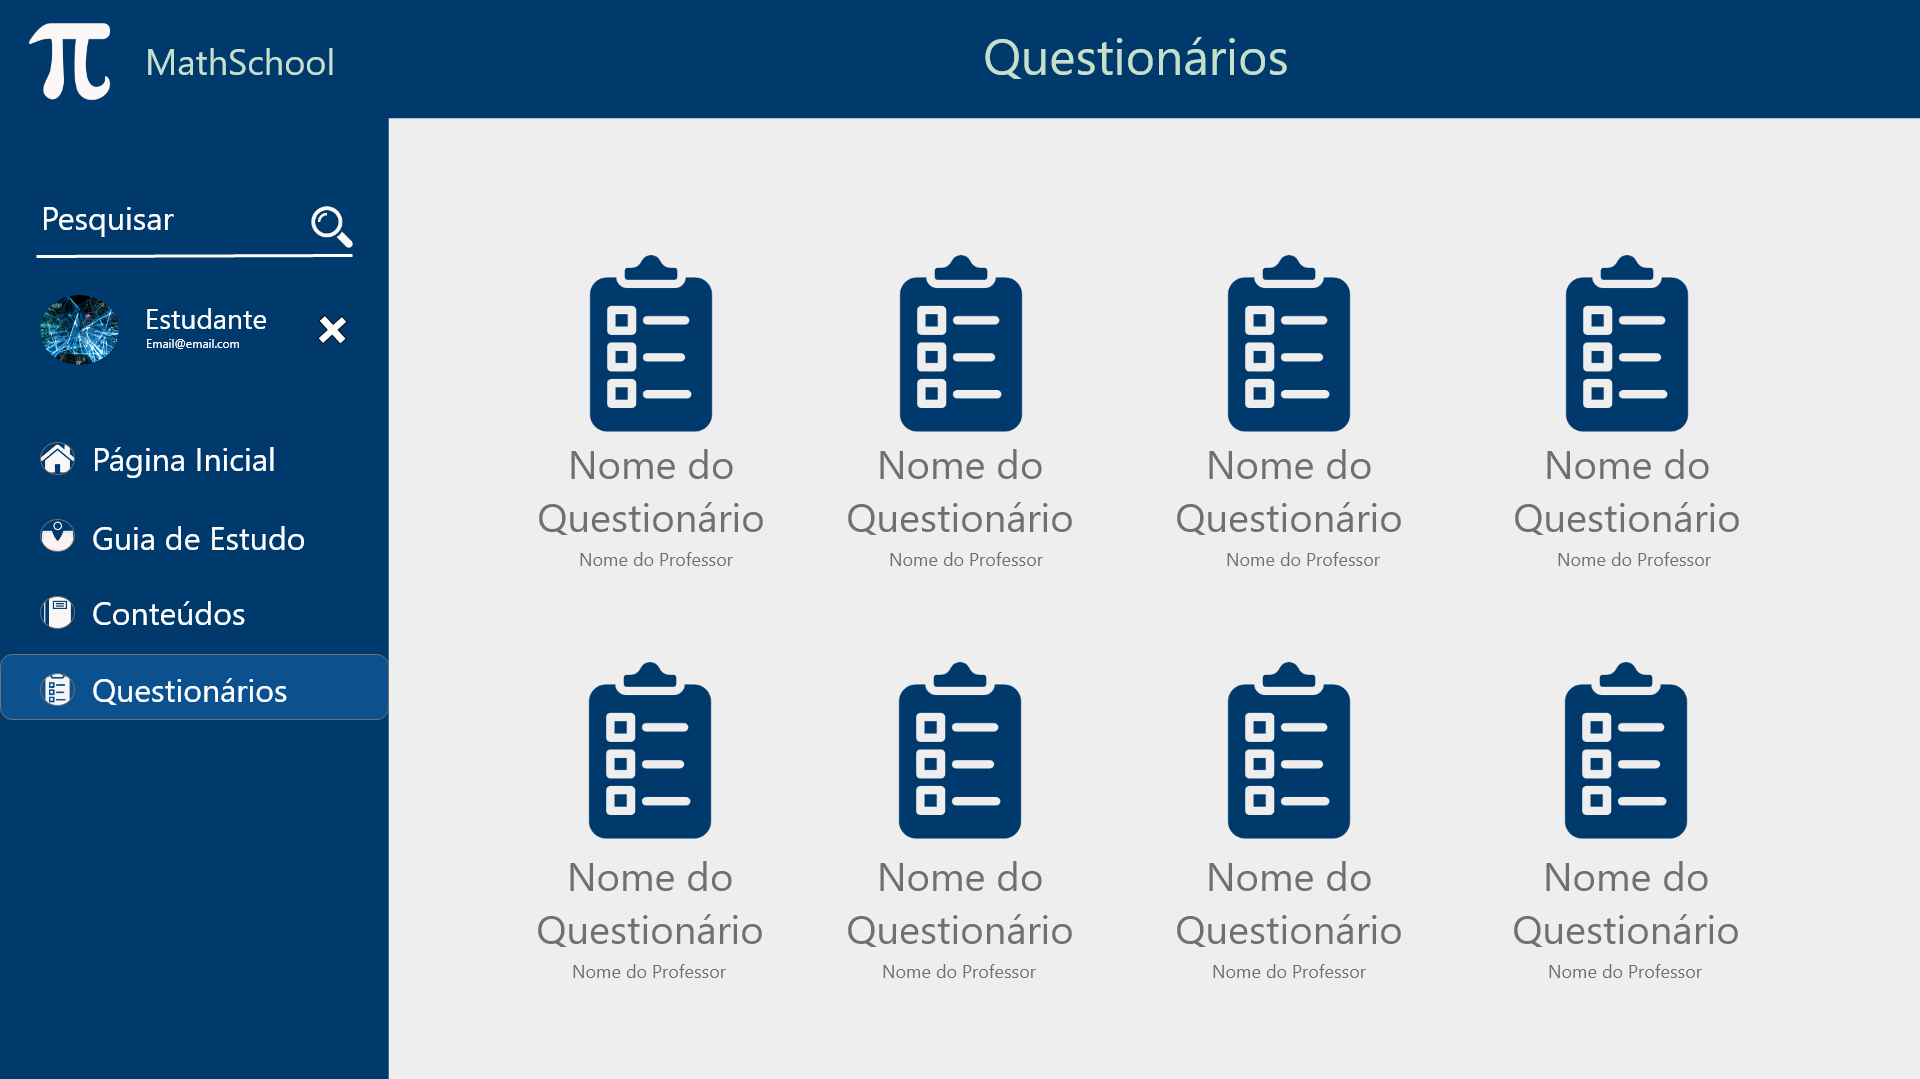 MathSchool
Questionários
Pesquisar
Estudante
Email@email.com
Página Inicial
Guia de Estudo
Conteúdos
Questionários
Nome do
Questionário
Nome do Professor
Nome do
Questionário
Nome do Professor
Nome do
Questionário
Nome do Professor
Nome do
Questionário
Nome do Professor
Nome do
Questionário
Nome do Professor
Nome do
Questionário
Nome do Professor
Nome do
Questionário
Nome do Professor
Nome do
Questionário
Nome do Professor